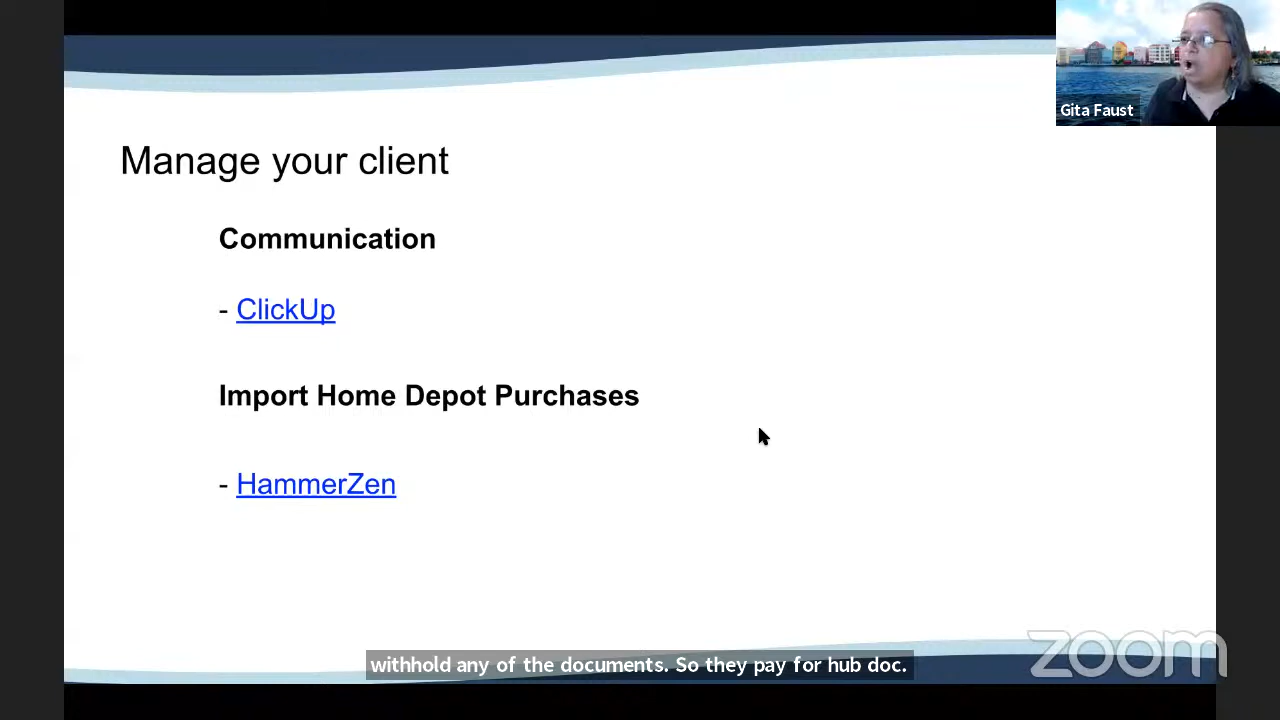 Gita Faust
Manage your client
Communication
- ClickUp
Import Home Depot Purchases
- HammerZen
withhold any of the documents. So they pay for hub doc.
zoom